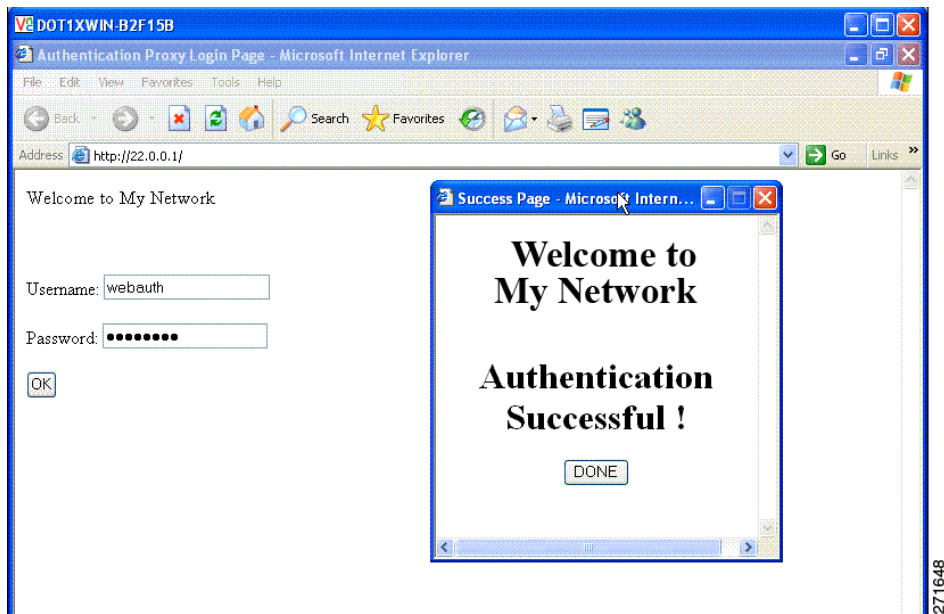 DOT1XWIN-B2F15B
Authentication Proxy Login Page - Microsoft Internet Explorer
File Edit View Favorites Tools Help
Back Search Favorites
Address http://22.0.0.1/ Go Links »
Welcome to My Network
Username: webauth
Password: ●●●●●●●●
OK
Success Page - Microsoft Intern...
Welcome to
My Network
Authentication
Successful !
DONE
271648